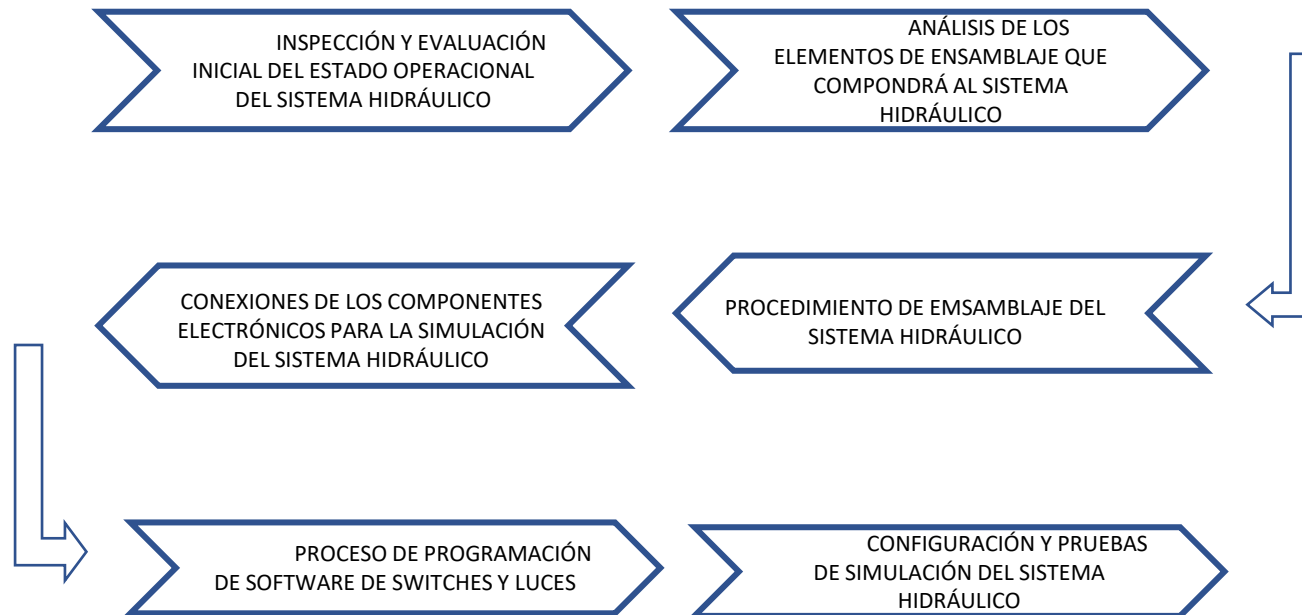 INSPECCIÓN Y EVALUACIÓN
INICIAL DEL ESTADO OPERACIONAL
DEL SISTEMA HIDRÁULICO
ANÁLISIS DE LOS
ELEMENTOS DE ENSAMBLAJE QUE
COMPONDRÁ AL SISTEMA
HIDRÁULICO
PROCEDIMIENTO DE EMSAMBLAJE DEL
SISTEMA HIDRÁULICO
CONEXIONES DE LOS COMPONENTES
ELECTRÓNICOS PARA LA SIMULACIÓN
DEL SISTEMA HIDRÁULICO
PROCESO DE PROGRAMACIÓN
DE SOFTWARE DE SWITCHES Y LUCES
CONFIGURACIÓN Y PRUEBAS
DE SIMULACIÓN DEL SISTEMA
HIDRÁULICO